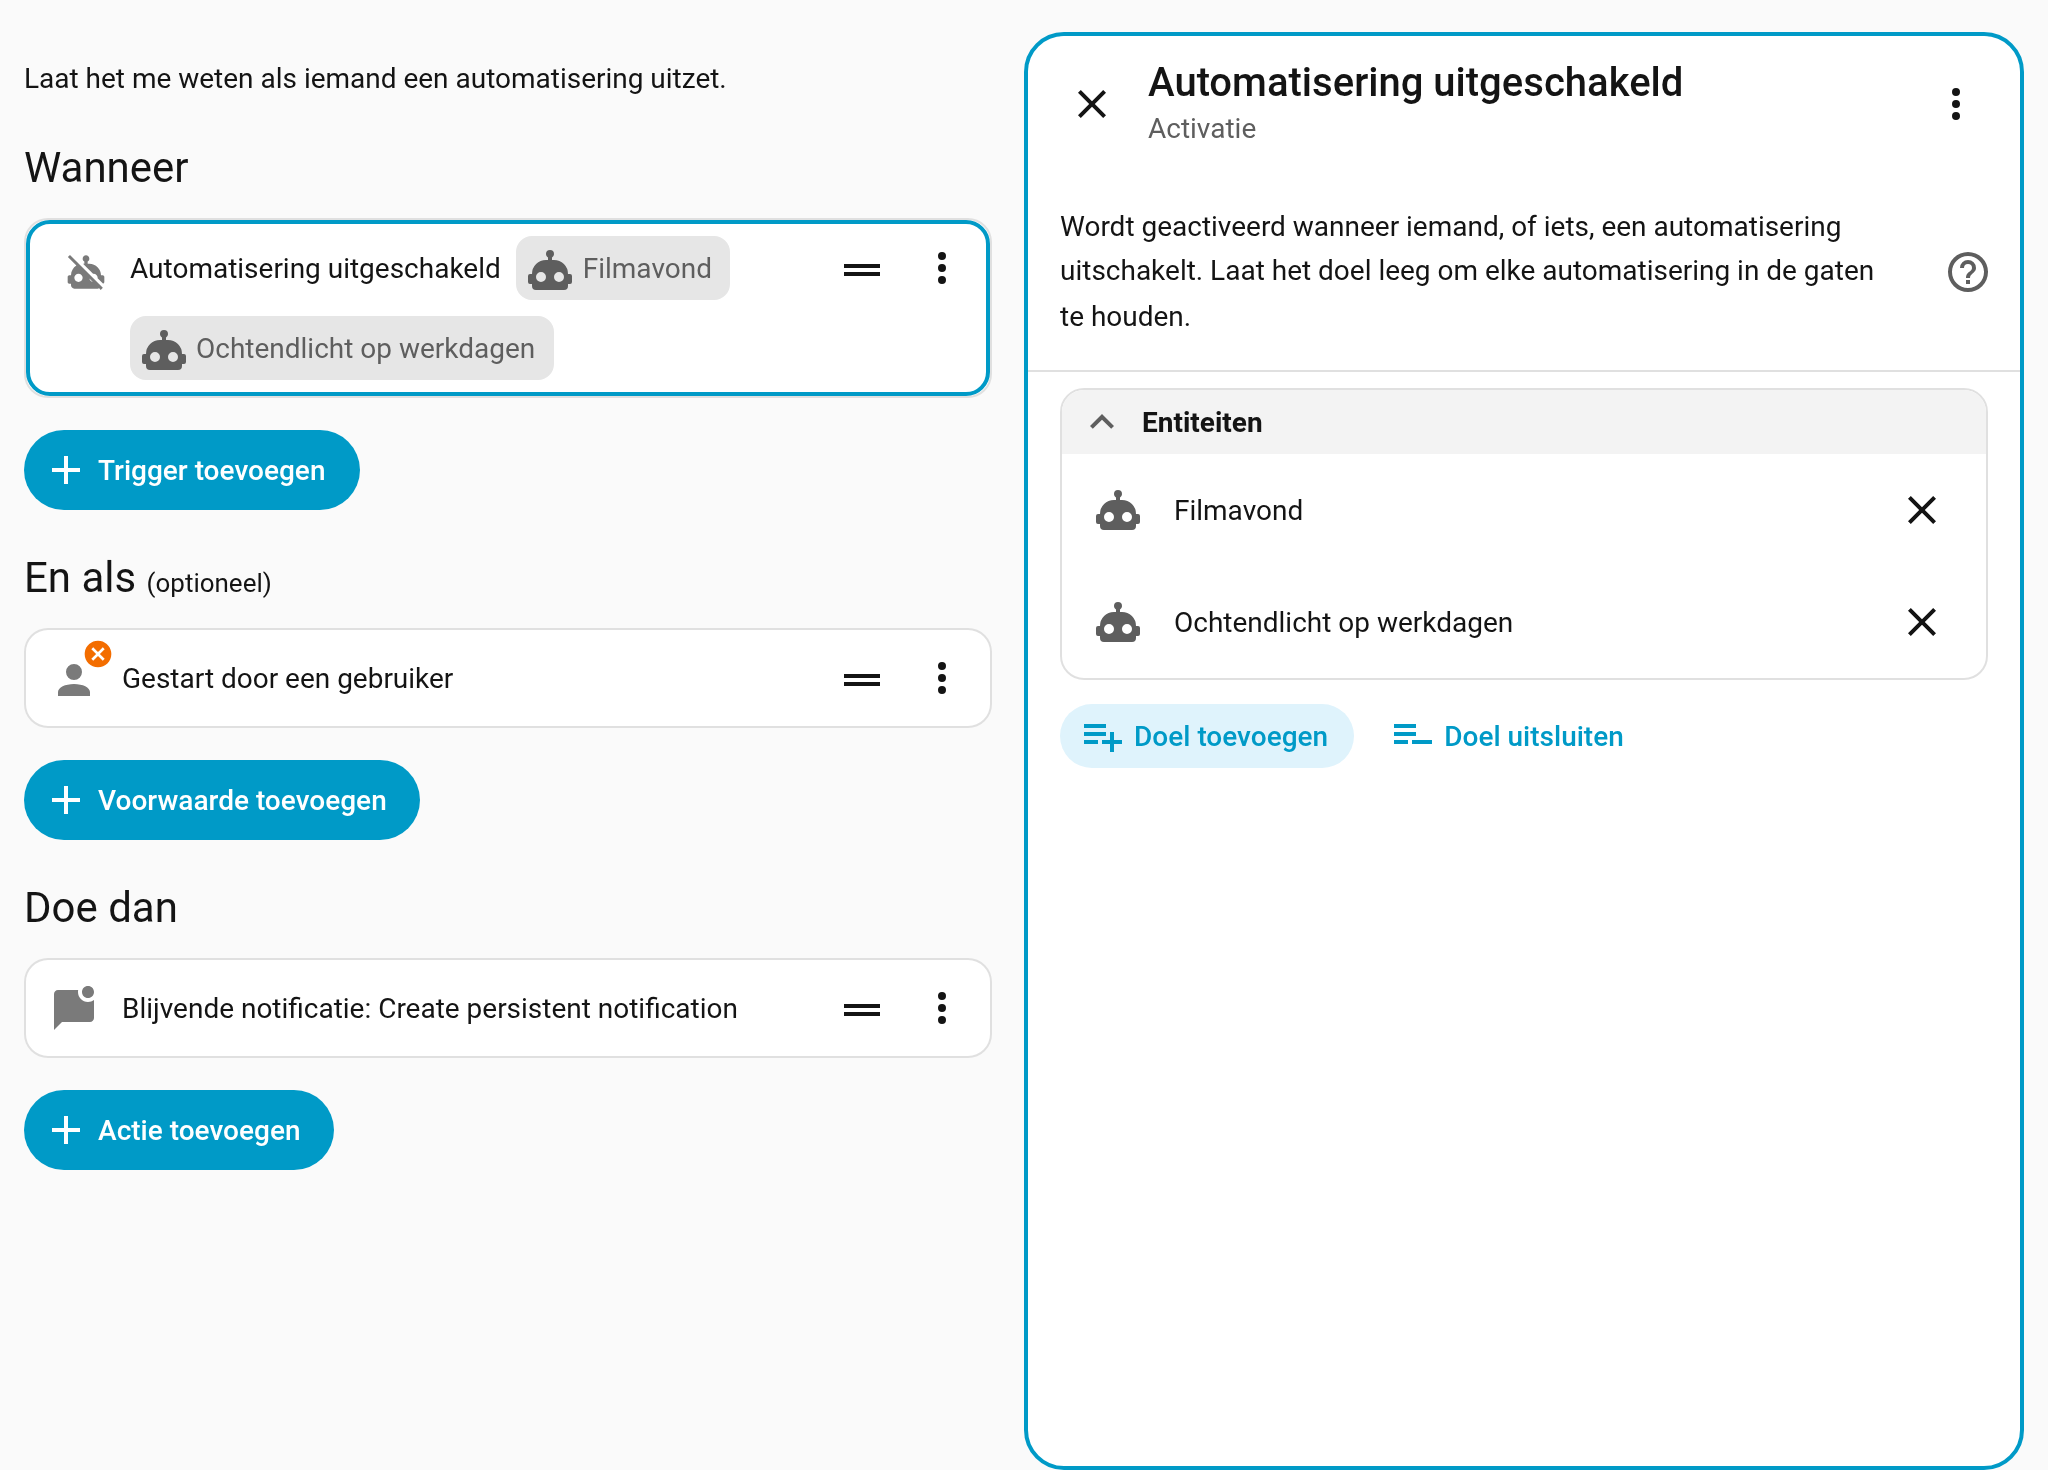 Laat het me weten als iemand een automatisering uitzet.
Wanneer
Automatisering uitgeschakeld
Filmavond
Ochtendlicht op werkdagen
Trigger toevoegen
En als (optioneel)
Gestart door een gebruiker
Voorwaarde toevoegen
Doe dan
Blijvende notificatie: Create persistent notification
Actie toevoegen
Automatisering uitgeschakeld
Activatie
Wordt geactiveerd wanneer iemand, of iets, een automatisering
uitschakelt. Laat het doel leeg om elke automatisering in de gaten
te houden.
Entiteiten
Filmavond
Ochtendlicht op werkdagen
Doel toevoegen
Doel uitsluiten